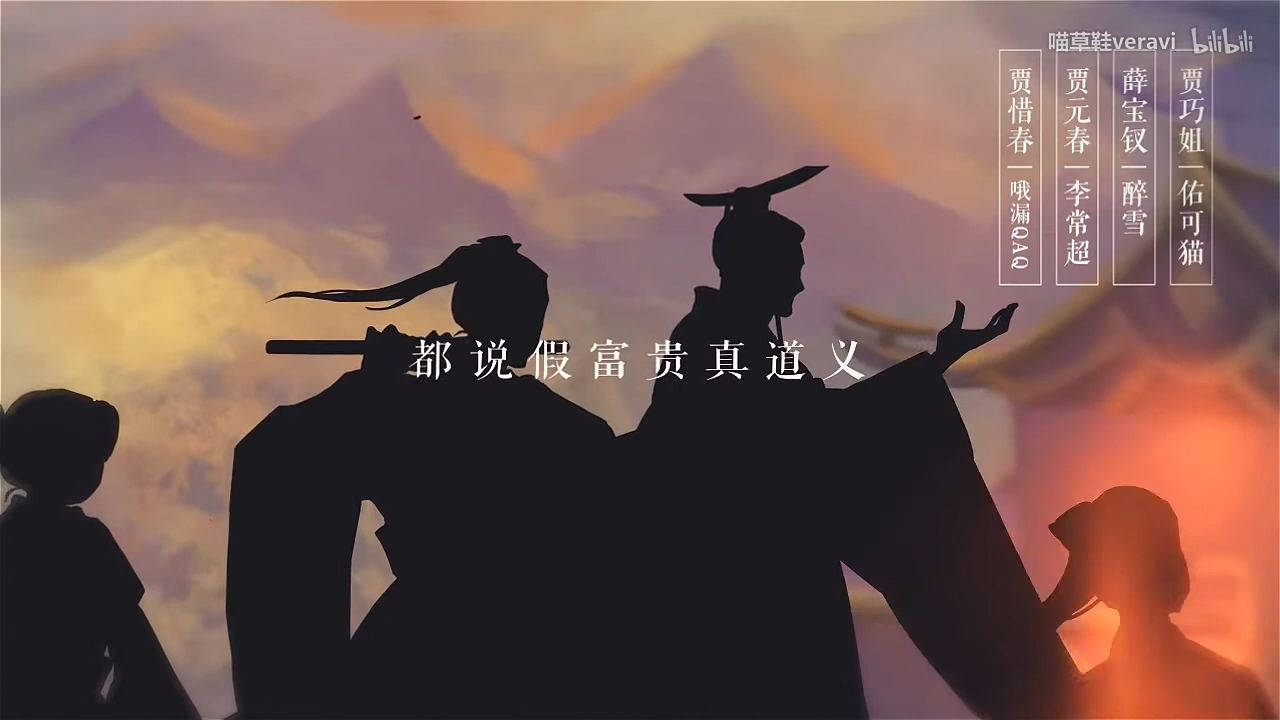 喵草鞋veravi bilibili
贾巧姐|佑可猫
薛宝钗|醉雪
贾元春|李常超
贾惜春|哦漏QAQ
都说假富贵真道义